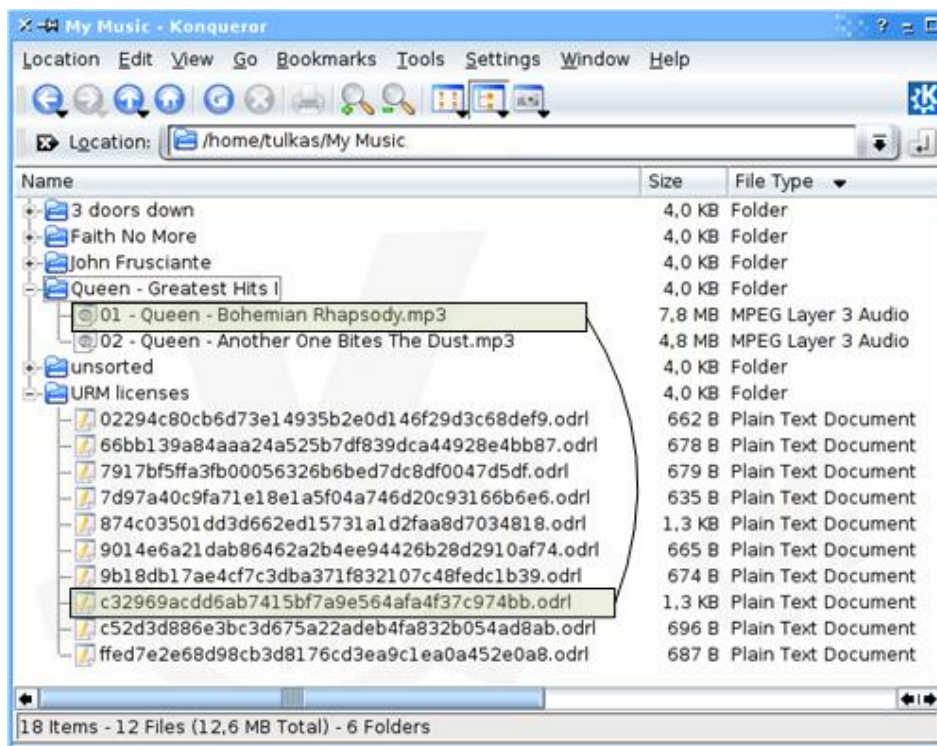 My Music - Konqueror
Location Edit View Go Bookmarks Tools Settings Window Help
Location: /home/tulkas/My Music
Name Size File Type
3 doors down 4,0 KB Folder
Faith No More 4,0 KB Folder
John Frusciante 4,0 KB Folder
Queen - Greatest Hits I 4,0 KB Folder
01 - Queen - Bohemian Rhapsody.mp3 7,8 MB MPEG Layer 3 Audio
02 - Queen - Another One Bites The Dust.mp3 4,8 MB MPEG Layer 3 Audio
unsorted 4,0 KB Folder
URM licenses 4,0 KB Folder
02294c80cb6d73e14935b2e0d146f29d3c68def9.odrl 662 B Plain Text Document
66bb139a84aaa24a525b7df839dca44928e4bb87.odrl 678 B Plain Text Document
7917bf5ffa3fb00056326b6bed7dc8df0047d5df.odrl 679 B Plain Text Document
7d97a40c9fa71e18e1a5f04a746d20c93166b6e6.odrl 635 B Plain Text Document
874c03501dd3d662ed15731a1d2faa8d7034818.odrl 1,3 KB Plain Text Document
9014e6a21dab86462a2b4ee94426b28d2910af74.odrl 665 B Plain Text Document
9b18db17ae4cf7c3dba371f832107c48fedc1b39.odrl 674 B Plain Text Document
c32969acdd6ab7415bf7a9e564afa4f37c974bb.odrl 1,3 KB Plain Text Document
c52d3d886e3bc3d675a22adeb4fa832b054ad8ab.odrl 696 B Plain Text Document
ffed7e2e68d98cb3d8176cd3ea9c1ea0a452e0a8.odrl 687 B Plain Text Document
18 Items - 12 Files (12,6 MB Total) - 6 Folders